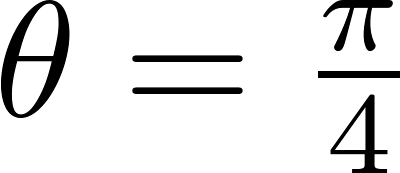 θ = π/4